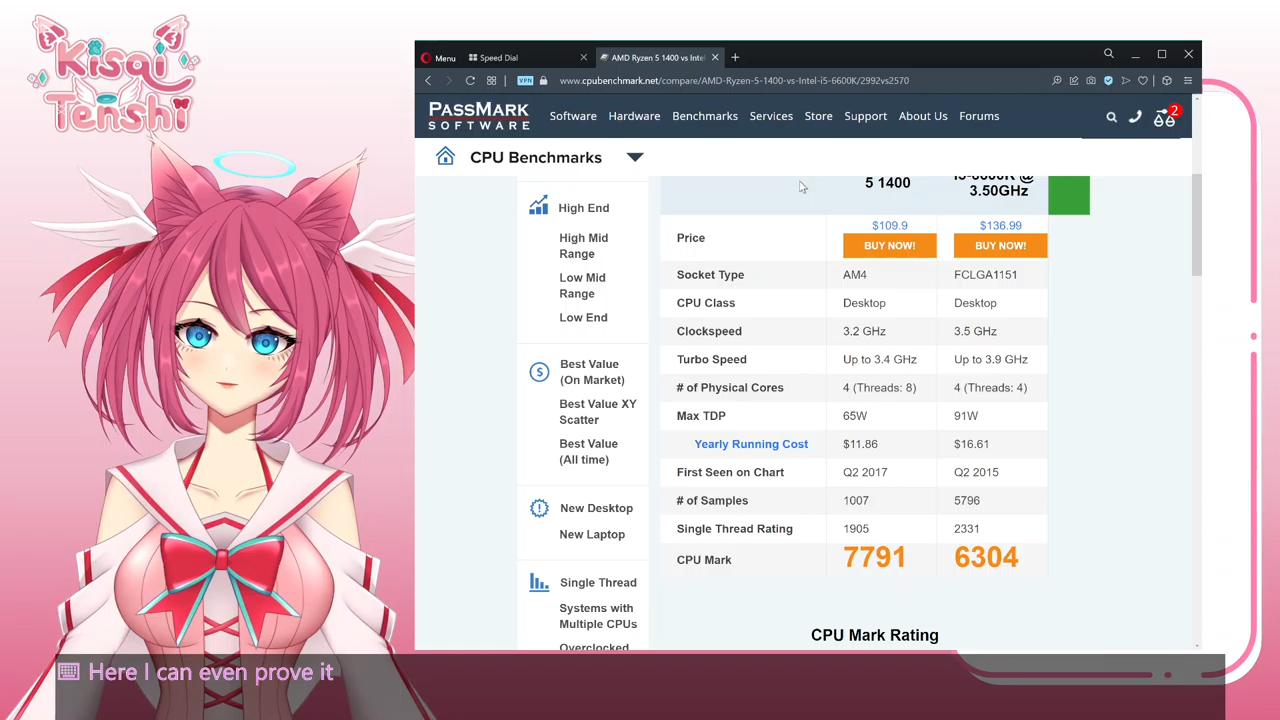 Kisai
Tenshi
Menu
Speed Dial
AMD Ryzen 5 1400 vs Intel
VPN
www.cpubenchmark.net/compare/AMD-Ryzen-5-1400-vs-Intel-i5-6600K/2992vs2570
PASSMARK
SOFTWARE
Software
Hardware
Benchmarks
Services
Store
Support
About Us
Forums
2
CPU Benchmarks
High End
High Mid
Range
Low Mid
Range
Low End
Best Value
(On Market)
Best Value XY
Scatter
Best Value
(All time)
New Desktop
New Laptop
Single Thread
Systems with
Multiple CPUs
Overclocked
5 1400
i5-6600K @
3.50GHz
Price
$109.9
BUY NOW!
$136.99
BUY NOW!
Socket Type
AM4
FCLGA1151
CPU Class
Desktop
Desktop
Clockspeed
3.2 GHz
3.5 GHz
Turbo Speed
Up to 3.4 GHz
Up to 3.9 GHz
# of Physical Cores
4 (Threads: 8)
4 (Threads: 4)
Max TDP
65W
91W
Yearly Running Cost
$11.86
$16.61
First Seen on Chart
Q2 2017
Q2 2015
# of Samples
1007
5796
Single Thread Rating
1905
2331
CPU Mark
7791
6304
CPU Mark Rating
Here I can even prove it